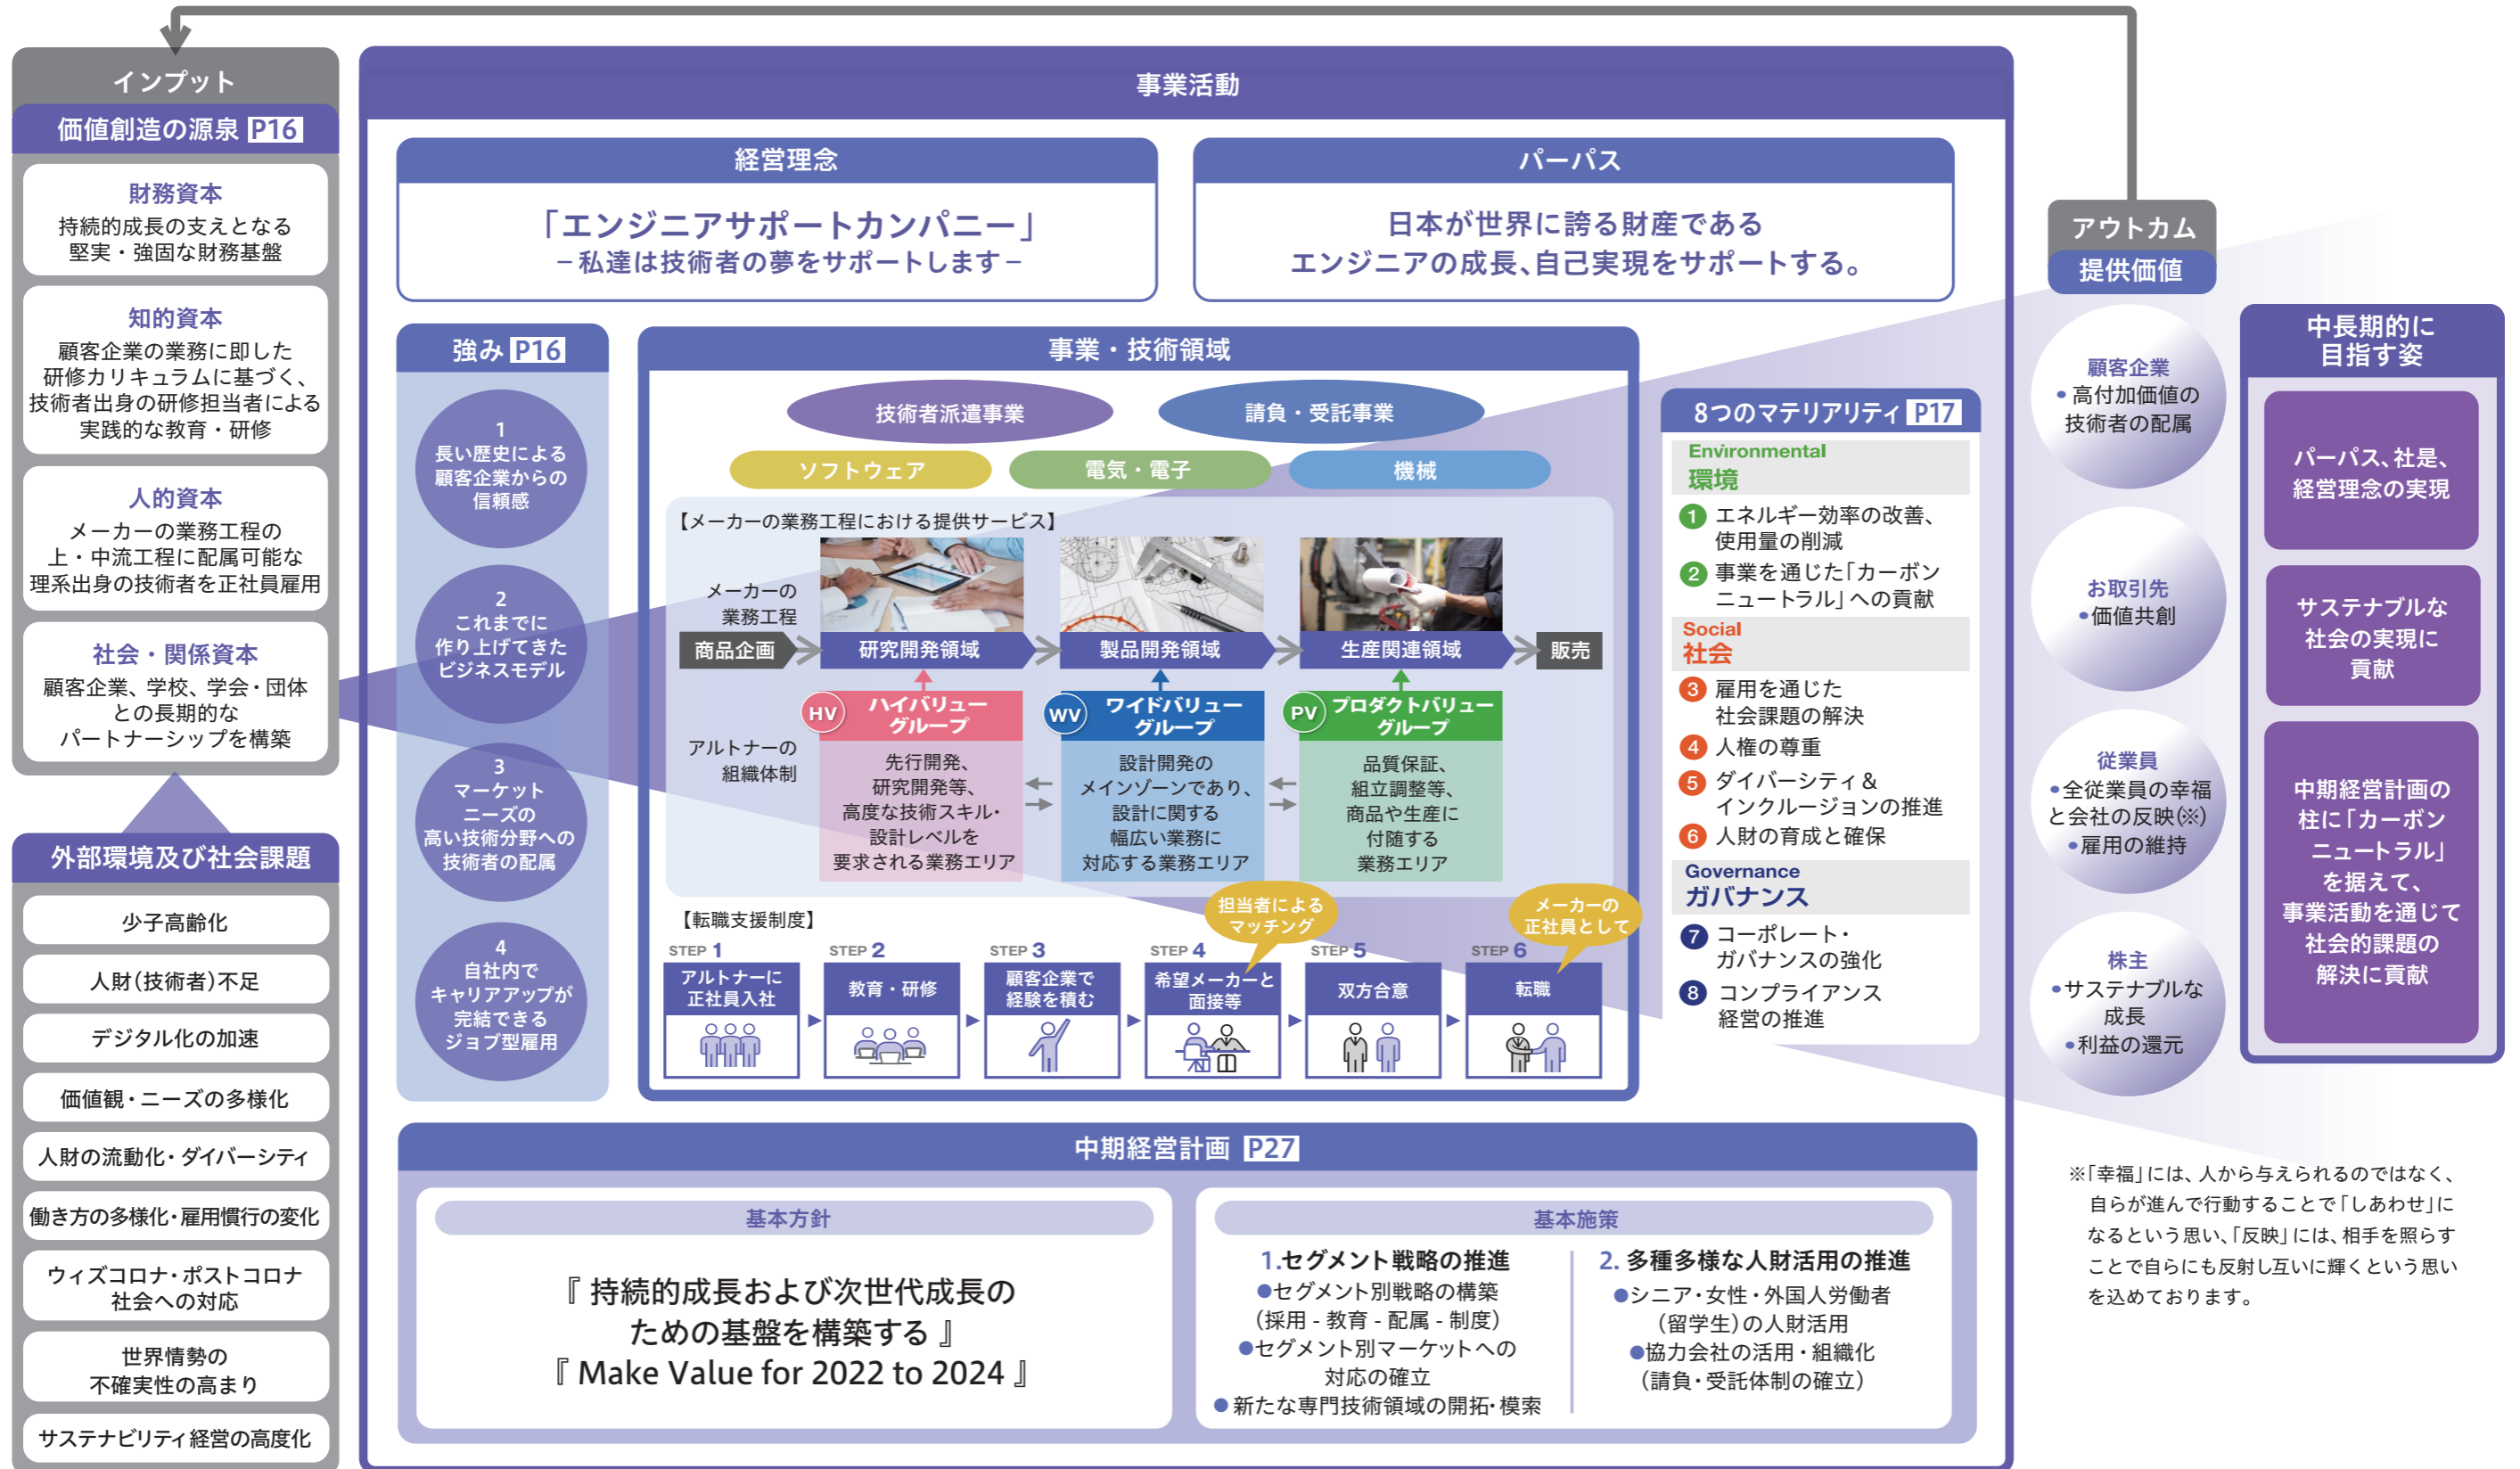 インプット
価値創造の源泉 P16
財務資本
持続的成長の支えとなる
堅実・強固な財務基盤
知的資本
顧客企業の業務に即した
研修カリキュラムに基づく、
技術者出身の研修担当者による
実践的な教育・研修
人的資本
メーカーの業務工程の
上・中流工程に配属可能な
理系出身の技術者を正社員雇用
社会・関係資本
顧客企業、学校、学会・団体
との長期的な
パートナーシップを構築
外部環境及び社会課題
少子高齢化
人財(技術者)不足
デジタル化の加速
価値観・ニーズの多様化
人財の流動化・ダイバーシティ
働き方の多様化・雇用慣行の変化
ウィズコロナ・ポストコロナ
社会への対応
世界情勢の
不確実性の高まり
サステナビリティ経営の高度化
事業活動
経営理念
「エンジニアサポートカンパニー」
－私達は技術者の夢をサポートします－
パーパス
日本が世界に誇る財産である
エンジニアの成長、自己実現をサポートする。
強み P16
1
長い歴史による
顧客企業からの
信頼感
2
これまでに
作り上げてきた
ビジネスモデル
3
マーケット
ニーズの
高い技術分野への
技術者の配属
4
自社内で
キャリアアップが
完結できる
ジョブ型雇用
事業・技術領域
技術者派遣事業
請負・受託事業
ソフトウェア
電気・電子
機械
【メーカーの業務工程における提供サービス】
メーカーの
業務工程
商品企画
研究開発領域
製品開発領域
生産関連領域
販売
アルトナーの
組織体制
HV
ハイバリュー
グループ
先行開発、
研究開発等、
高度な技術スキル・
設計レベルを
要求される業務エリア
WV
ワイドバリュー
グループ
設計開発の
メインゾーンであり、
設計に関する
幅広い業務に
対応する業務エリア
PV
プロダクトバリュー
グループ
品質保証、
組立調整等、
商品や生産に
付随する
業務エリア
【転職支援制度】
担当者による
マッチング
メーカーの
正社員として
STEP 1
アルトナーに
正社員入社
STEP 2
教育・研修
STEP 3
顧客企業で
経験を積む
STEP 4
希望メーカーと
面接等
STEP 5
双方合意
STEP 6
転職
8つのマテリアリティ P17
Environmental
環境
1 エネルギー効率の改善、
使用量の削減
2 事業を通じた「カーボン
ニュートラル」への貢献
Social
社会
3 雇用を通じた
社会課題の解決
4 人権の尊重
5 ダイバーシティ＆
インクルージョンの推進
6 人財の育成と確保
Governance
ガバナンス
7 コーポレート・
ガバナンスの強化
8 コンプライアンス
経営の推進
中期経営計画 P27
基本方針
『 持続的成長および次世代成長の
ための基盤を構築する 』
『 Make Value for 2022 to 2024 』
基本施策
1.セグメント戦略の推進
●セグメント別戦略の構築
(採用 - 教育 - 配属 - 制度)
●セグメント別マーケットへの
対応の確立
●新たな専門技術領域の開拓・模索
2. 多種多様な人財活用の推進
●シニア・女性・外国人労働者
(留学生)の人財活用
●協力会社の活用・組織化
(請負・受託体制の確立)
アウトカム
提供価値
顧客企業
•高付加価値の
技術者の配属
お取引先
•価値共創
従業員
•全従業員の幸福
と会社の反映(※)
•雇用の維持
株主
•サステナブルな
成長
•利益の還元
中長期的に
目指す姿
パーパス、社是、
経営理念の実現
サステナブルな
社会の実現に
貢献
中期経営計画の
柱に「カーボン
ニュートラル」
を据えて、
事業活動を通じて
社会的課題の
解決に貢献
※「幸福」には、人から与えられるのではなく、
自らが進んで行動することで「しあわせ」に
なるという思い、「反映」には、相手を照らす
ことで自らにも反射し互いに輝くという思い
を込めております。